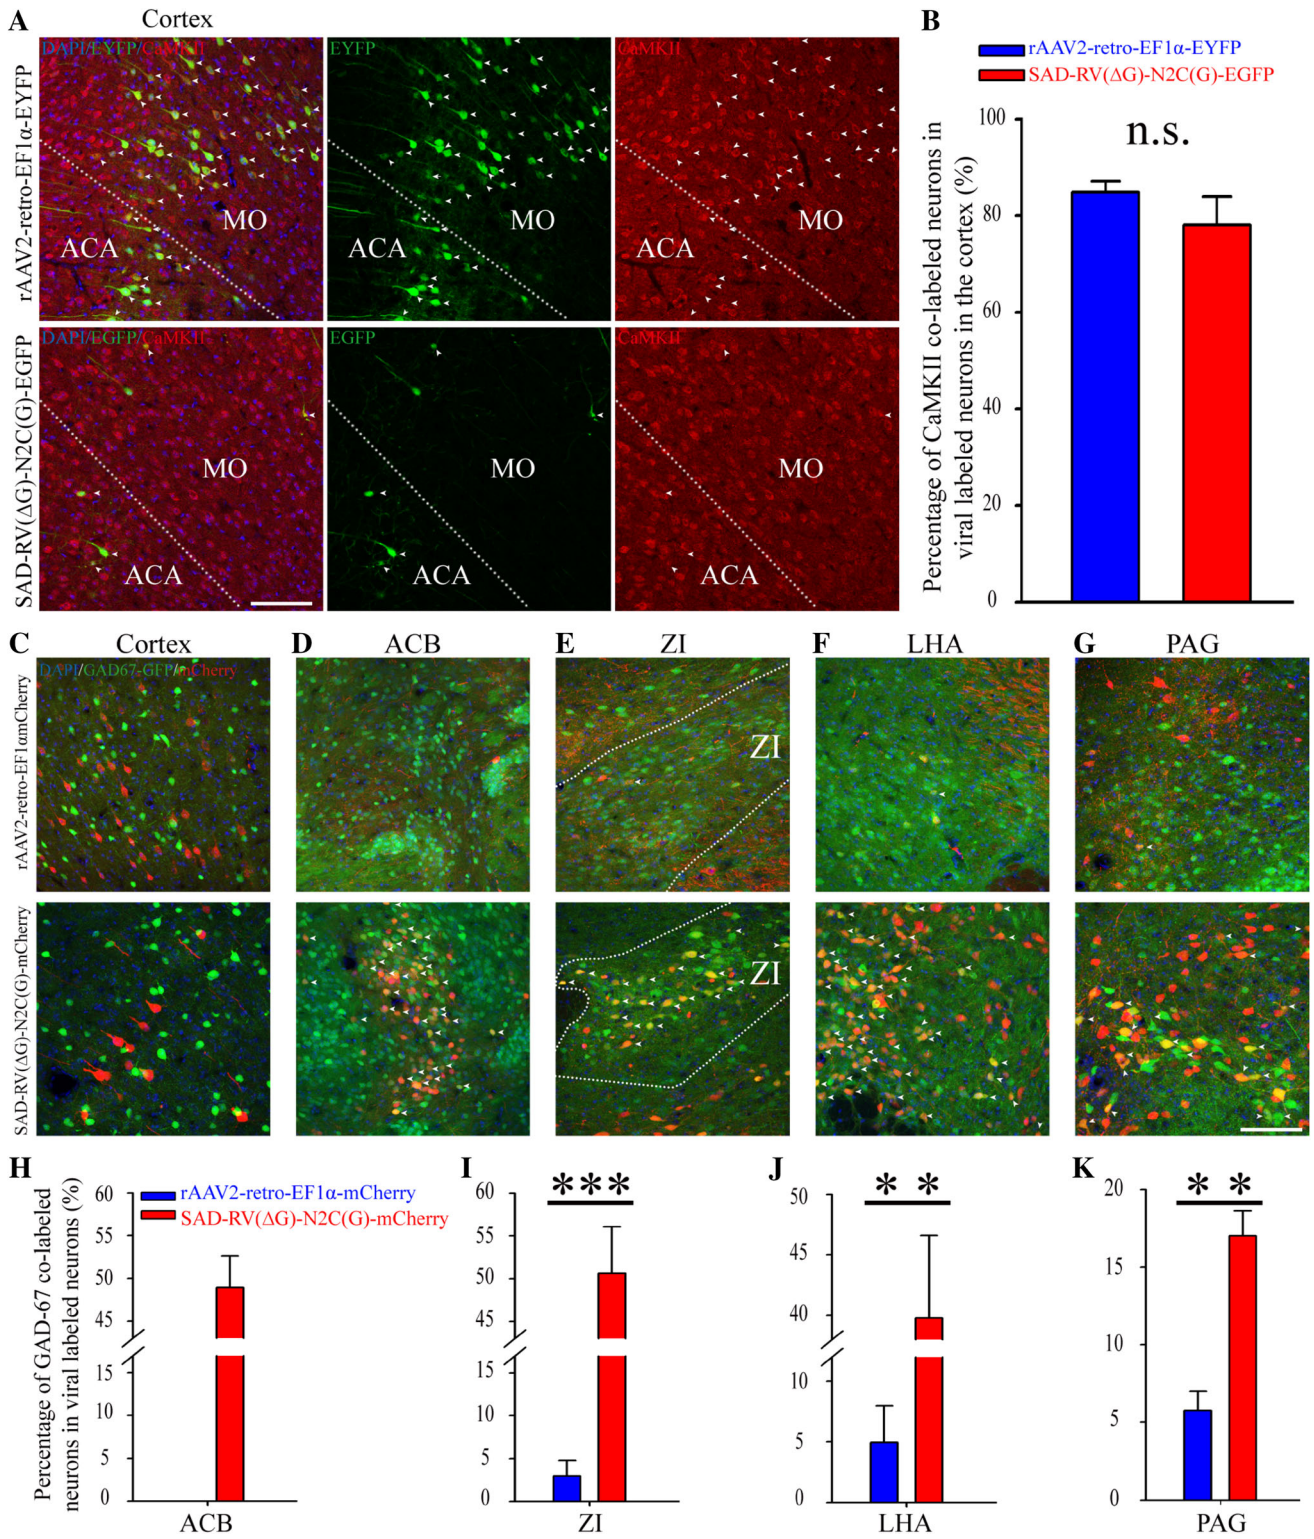 A
Cortex
rAAV2-retro-EF1α-EYFP
DAPI/EYFP/CaMKII
MO
ACA
EYFP
MO
ACA
CaMKII
MO
ACA
SAD-RV(ΔG)-N2C(G)-EGFP
DAPI/EGFP/CaMKII
MO
ACA
EGFP
MO
ACA
CaMKII
MO
ACA
B
rAAV2-retro-EF1α-EYFP
SAD-RV(ΔG)-N2C(G)-EGFP
Percentage of CaMKII co-labeled neurons in
viral labeled neurons in the cortex (%)
n.s.
100
80
60
40
20
0
C
Cortex
D
ACB
E
ZI
F
LHA
G
PAG
rAAV2-retro-EF1αmCherry
DAPI/GAD67-GFP/mCherry
ZI
SAD-RV(ΔG)-N2C(G)-mCherry
ZI
H
rAAV2-retro-EF1α-mCherry
SAD-RV(ΔG)-N2C(G)-mCherry
Percentage of GAD-67 co-labeled
neurons in viral labeled neurons (%)
60
55
50
45
15
10
5
0
ACB
I
***
60
55
50
45
15
10
5
0
ZI
J
**
50
45
40
10
5
0
LHA
K
**
20
15
10
5
0
PAG